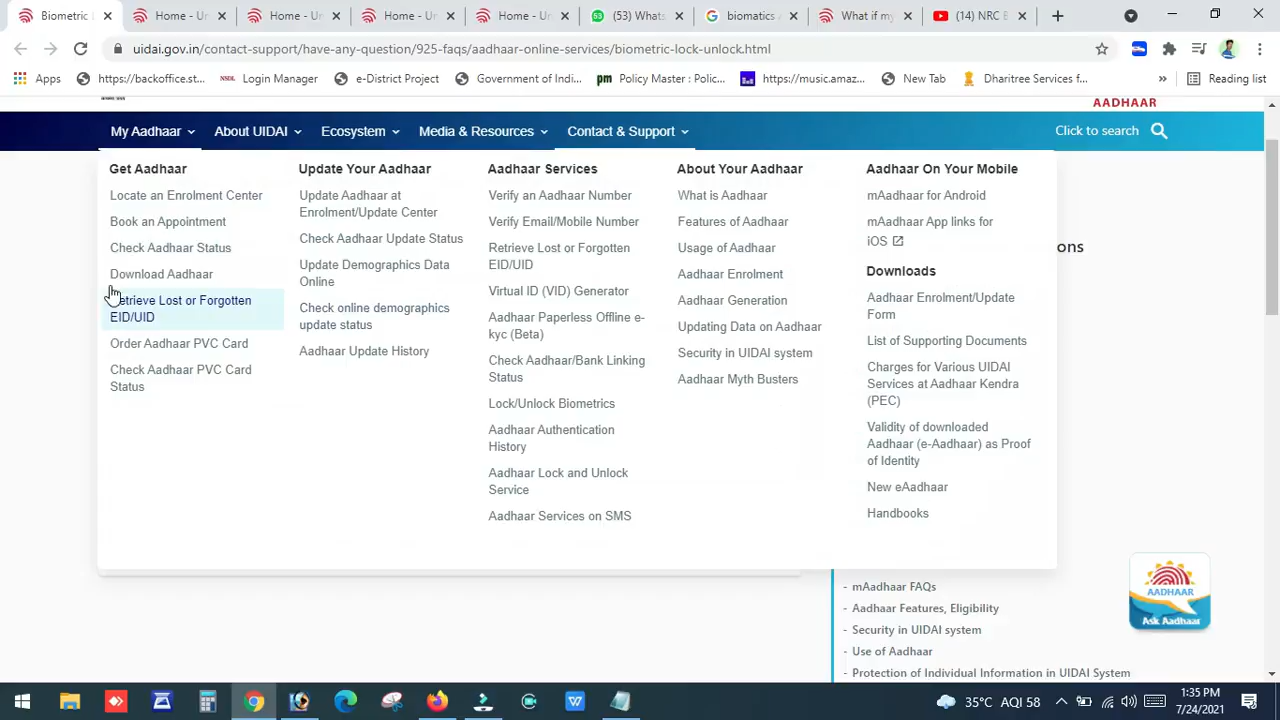 Biometric
Home - Ur
Home - Ur
Home - Ur
Home - Ur
(53) Whats
biomatics A
What if my
(14) NRC B
uidai.gov.in/contact-support/have-any-question/925-faqs/aadhaar-online-services/biometric-lock-unlock.html
Apps
https://backoffice.st...
NSDL
Login Manager
e-District Project
Government of Indi...
pm
Policy Master : Polic...
https://music.amaz...
New Tab
Dharitree Services f...
»
Reading list
AADHAAR
My Aadhaar
About UIDAI
Ecosystem
Media & Resources
Contact & Support
Click to search
Get Aadhaar
Locate an Enrolment Center
Book an Appointment
Check Aadhaar Status
Download Aadhaar
Retrieve Lost or Forgotten
EID/UID
Order Aadhaar PVC Card
Check Aadhaar PVC Card
Status
Update Your Aadhaar
Update Aadhaar at
Enrolment/Update Center
Check Aadhaar Update Status
Update Demographics Data
Online
Check online demographics
update status
Aadhaar Update History
Aadhaar Services
Verify an Aadhaar Number
Verify Email/Mobile Number
Retrieve Lost or Forgotten
EID/UID
Virtual ID (VID) Generator
Aadhaar Paperless Offline e-
kyc (Beta)
Check Aadhaar/Bank Linking
Status
Lock/Unlock Biometrics
Aadhaar Authentication
History
Aadhaar Lock and Unlock
Service
Aadhaar Services on SMS
About Your Aadhaar
What is Aadhaar
Features of Aadhaar
Usage of Aadhaar
Aadhaar Enrolment
Aadhaar Generation
Updating Data on Aadhaar
Security in UIDAI system
Aadhaar Myth Busters
Aadhaar On Your Mobile
mAadhaar for Android
mAadhaar App links for
iOS
Downloads
Aadhaar Enrolment/Update
Form
List of Supporting Documents
Charges for Various UIDAI
Services at Aadhaar Kendra
(PEC)
Validity of downloaded
Aadhaar (e-Aadhaar) as Proof
of Identity
New eAadhaar
Handbooks
ons
- mAadhaar FAQs
- Aadhaar Features, Eligibility
- Security in UIDAI system
- Use of Aadhaar
- Protection of Individual Information in UIDAI System
AADHAAR
Ask Aadhaar
35°C AQI 58
1:35 PM
7/24/2021